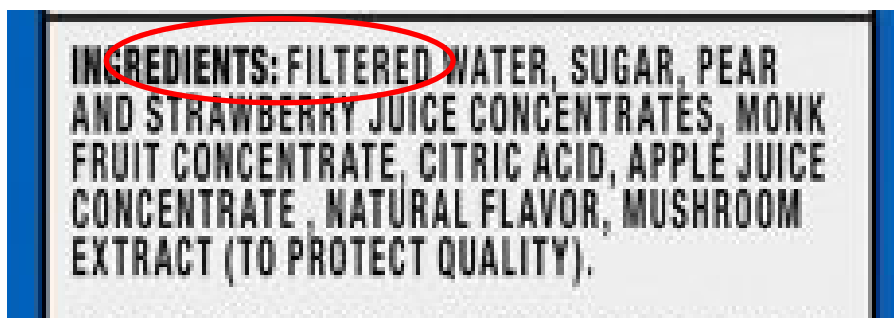 INGREDIENTS: FILTERED WATER, SUGAR, PEAR
AND STRAWBERRY JUICE CONCENTRATES, MONK
FRUIT CONCENTRATE, CITRIC ACID, APPLE JUICE
CONCENTRATE , NATURAL FLAVOR, MUSHROOM
EXTRACT (TO PROTECT QUALITY).